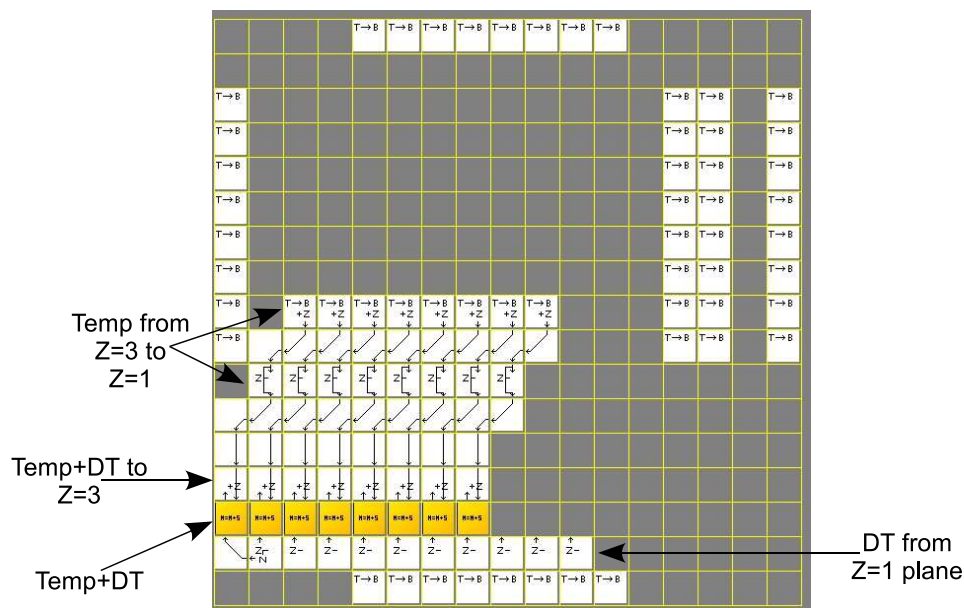 T→B T→B T→B T→B T→B T→B T→B T→B
T→B T→B T→B T→B
T→B T→B T→B T→B
T→B T→B T→B T→B
T→B T→B T→B T→B
T→B T→B T→B T→B
T→B T→B T→B T→B
T→B T→B T→B T→B T→B T→B T→B T→B T→B T→B T→B T→B
+Z +Z +Z +Z +Z +Z +Z +Z
Temp from
Z=3 to
Z=1
T→B T→B T→B T→B
Z- Z- Z- Z- Z- Z- Z- Z-
Temp+DT to
Z=3
+Z +Z +Z +Z +Z +Z +Z +Z
M=M+S M=M+S M=M+S M=M+S M=M+S M=M+S M=M+S M=M+S
Temp+DT
Z- Z- Z- Z- Z- Z- Z- Z- Z-
DT from
Z=1 plane
T→B T→B T→B T→B T→B T→B T→B T→B